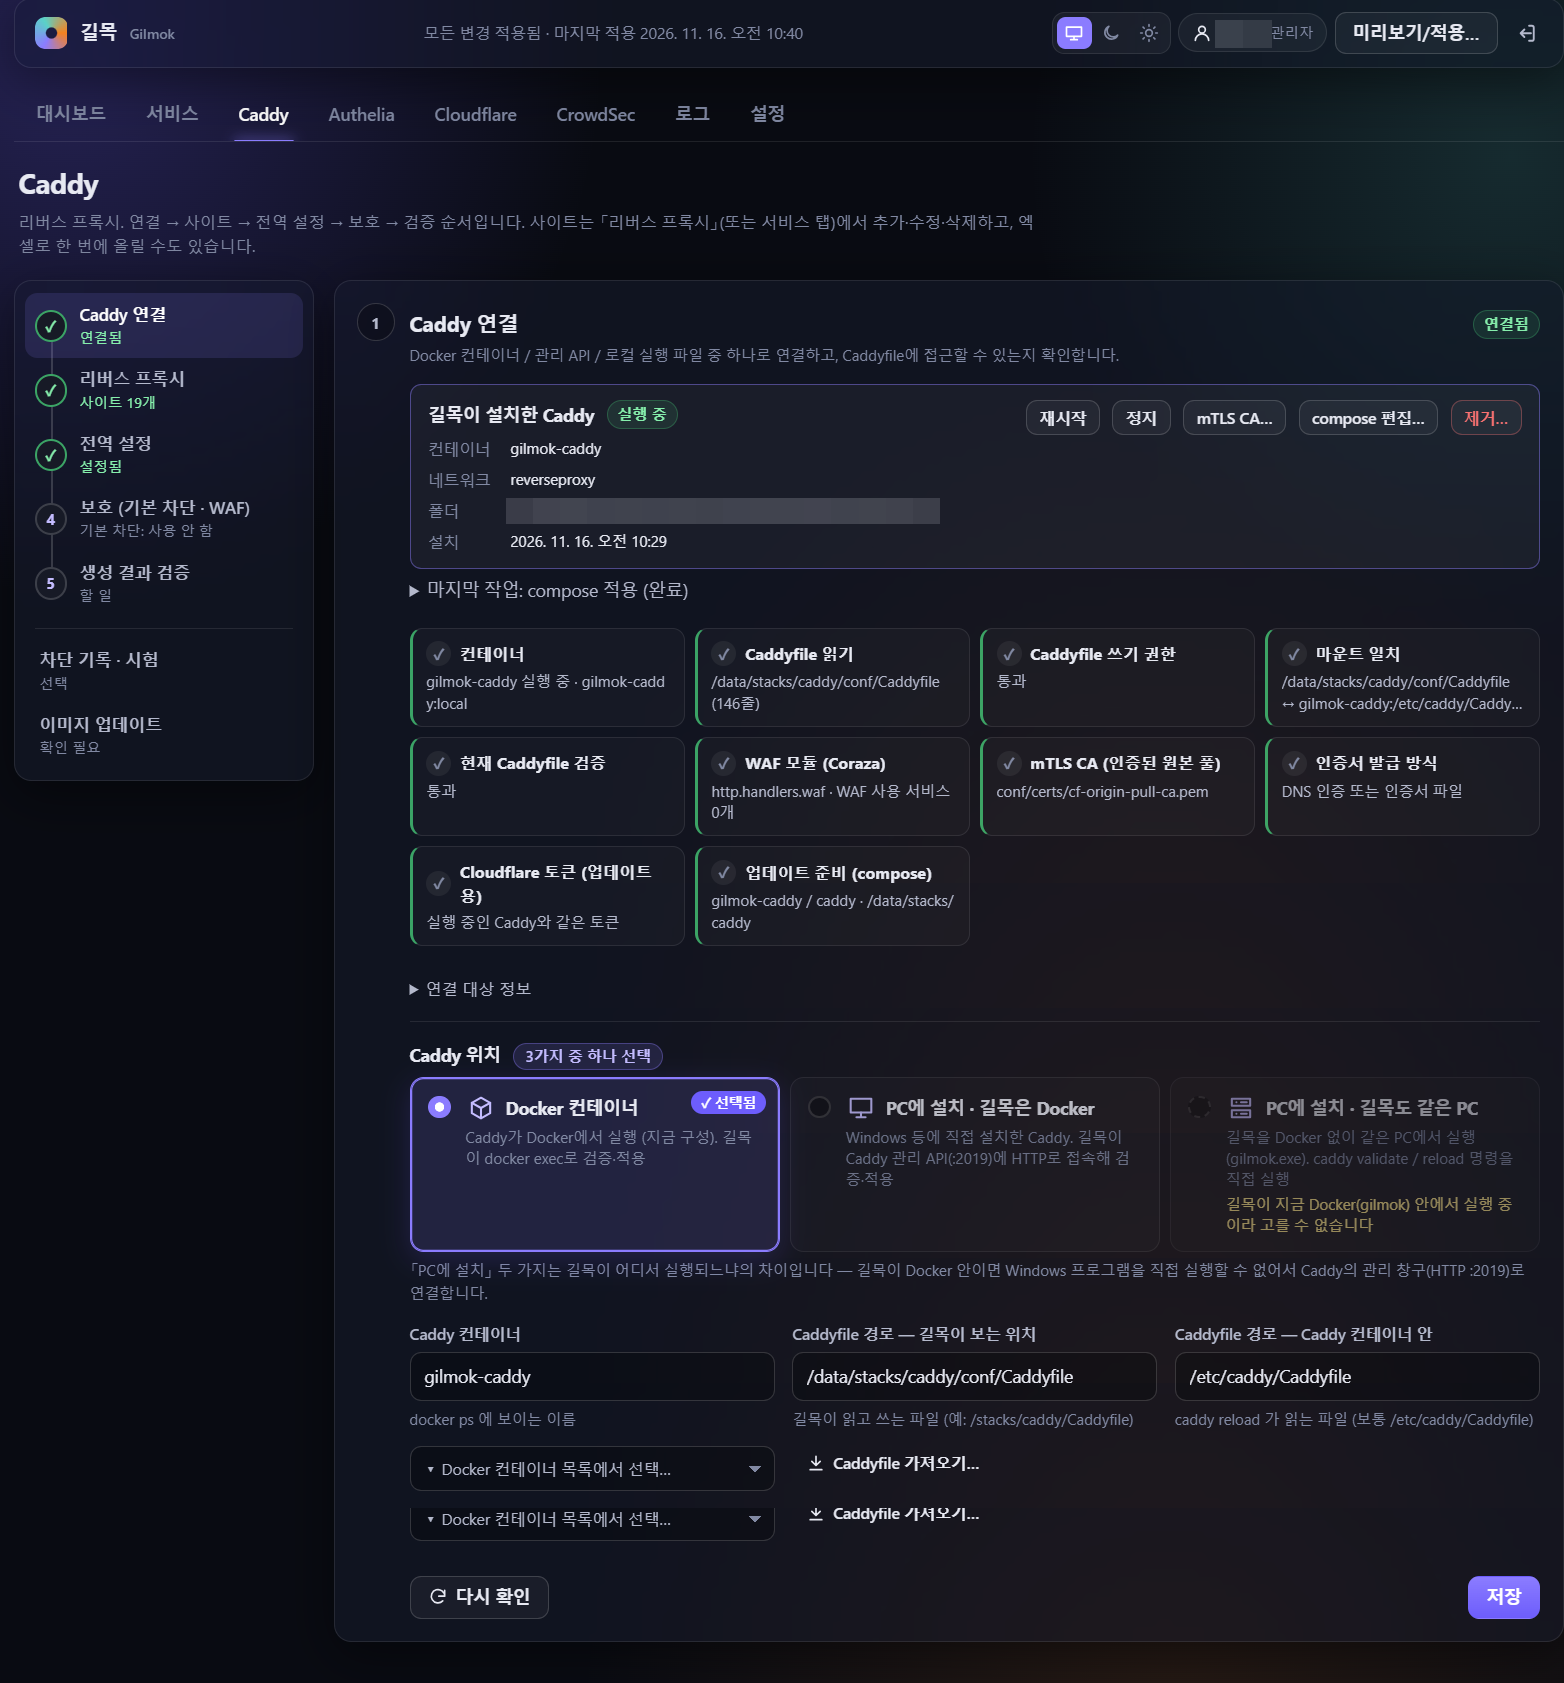 길목 Gilmok
모든 변경 적용됨 · 마지막 적용 2026. 11. 16. 오전 10:40
관리자
미리보기/적용...
대시보드
서비스
Caddy
Authelia
Cloudflare
CrowdSec
로그
설정
Caddy
리버스 프록시. 연결 → 사이트 → 전역 설정 → 보호 → 검증 순서입니다. 사이트는 「리버스 프록시」(또는 서비스 탭)에서 추가·수정·삭제하고, 엑
셀로 한 번에 올릴 수도 있습니다.
Caddy 연결
연결됨
리버스 프록시
사이트 19개
전역 설정
설정됨
4
보호 (기본 차단 · WAF)
기본 차단: 사용 안 함
5
생성 결과 검증
할 일
차단 기록 · 시험
선택
이미지 업데이트
확인 필요
1
Caddy 연결
연결됨
Docker 컨테이너 / 관리 API / 로컬 실행 파일 중 하나로 연결하고, Caddyfile에 접근할 수 있는지 확인합니다.
길목이 설치한 Caddy
실행 중
재시작
정지
mTLS CA...
compose 편집...
제거...
컨테이너 gilmok-caddy
네트워크 reverseproxy
폴더
설치 2026. 11. 16. 오전 10:29
▶ 마지막 작업: compose 적용 (완료)
컨테이너
gilmok-caddy 실행 중 · gilmok-cadd
y:local
Caddyfile 읽기
/data/stacks/caddy/conf/Caddyfile
(146줄)
Caddyfile 쓰기 권한
통과
마운트 일치
/data/stacks/caddy/conf/Caddyfile
↔ gilmok-caddy:/etc/caddy/Caddy...
현재 Caddyfile 검증
통과
WAF 모듈 (Coraza)
http.handlers.waf · WAF 사용 서비스
0개
mTLS CA (인증된 원본 풀)
conf/certs/cf-origin-pull-ca.pem
인증서 발급 방식
DNS 인증 또는 인증서 파일
Cloudflare 토큰 (업데이트
용)
실행 중인 Caddy와 같은 토큰
업데이트 준비 (compose)
gilmok-caddy / caddy · /data/stacks/
caddy
▶ 연결 대상 정보
Caddy 위치
3가지 중 하나 선택
Docker 컨테이너
✓ 선택됨
Caddy가 Docker에서 실행 (지금 구성). 길목
이 docker exec로 검증·적용
PC에 설치 · 길목은 Docker
Windows 등에 직접 설치한 Caddy. 길목이
Caddy 관리 API(:2019)에 HTTP로 접속해 검
증·적용
PC에 설치 · 길목도 같은 PC
길목을 Docker 없이 같은 PC에서 실행
(gilmok.exe). caddy validate / reload 명령을
직접 실행
길목이 지금 Docker(gilmok) 안에서 실행 중
이라 고를 수 없습니다
「PC에 설치」 두 가지는 길목이 어디서 실행되느냐의 차이입니다 — 길목이 Docker 안이면 Windows 프로그램을 직접 실행할 수 없어서 Caddy의 관리 창구(HTTP :2019)로
연결합니다.
Caddy 컨테이너
gilmok-caddy
docker ps 에 보이는 이름
Caddyfile 경로 — 길목이 보는 위치
/data/stacks/caddy/conf/Caddyfile
길목이 읽고 쓰는 파일 (예: /stacks/caddy/Caddyfile)
Caddyfile 경로 — Caddy 컨테이너 안
/etc/caddy/Caddyfile
caddy reload 가 읽는 파일 (보통 /etc/caddy/Caddyfile)
▾ Docker 컨테이너 목록에서 선택...
Caddyfile 가져오기...
▾ Docker 컨테이너 목록에서 선택...
Caddyfile 가져오기...
다시 확인
저장